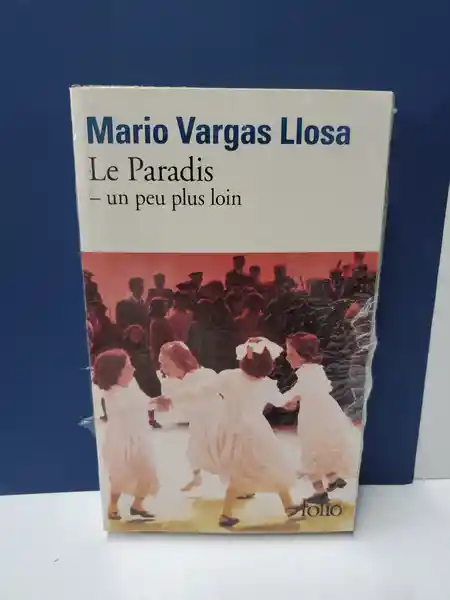 Mario Vargas Llosa
Le Paradis
– un peu plus loin
folio